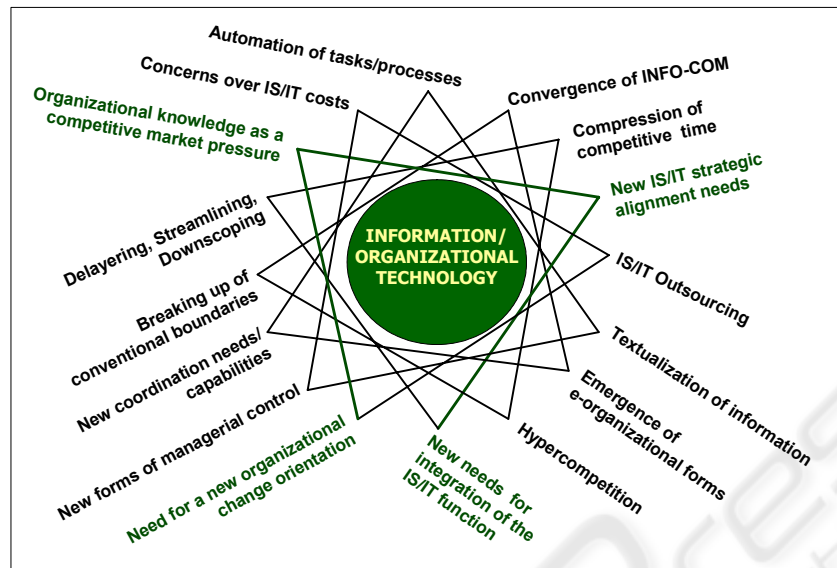 Automation of tasks/processes
Concerns over IS/IT costs
Organizational knowledge as a
competitive market pressure
Delayering, Streamlining,
Downscoping
Breaking up of
conventional boundaries
New coordination needs/
capabilities
New forms of managerial control
Need for a new organizational
change orientation
New needs for
integration of the
IS/IT function
Hypercompetition
Emergence of
e-organizational forms
Textualization of information
IS/IT Outsourcing
New IS/IT strategic
alignment needs
Compression of
competitive time
Convergence of INFO-COM
INFORMATION/
ORGANIZATIONAL
TECHNOLOGY